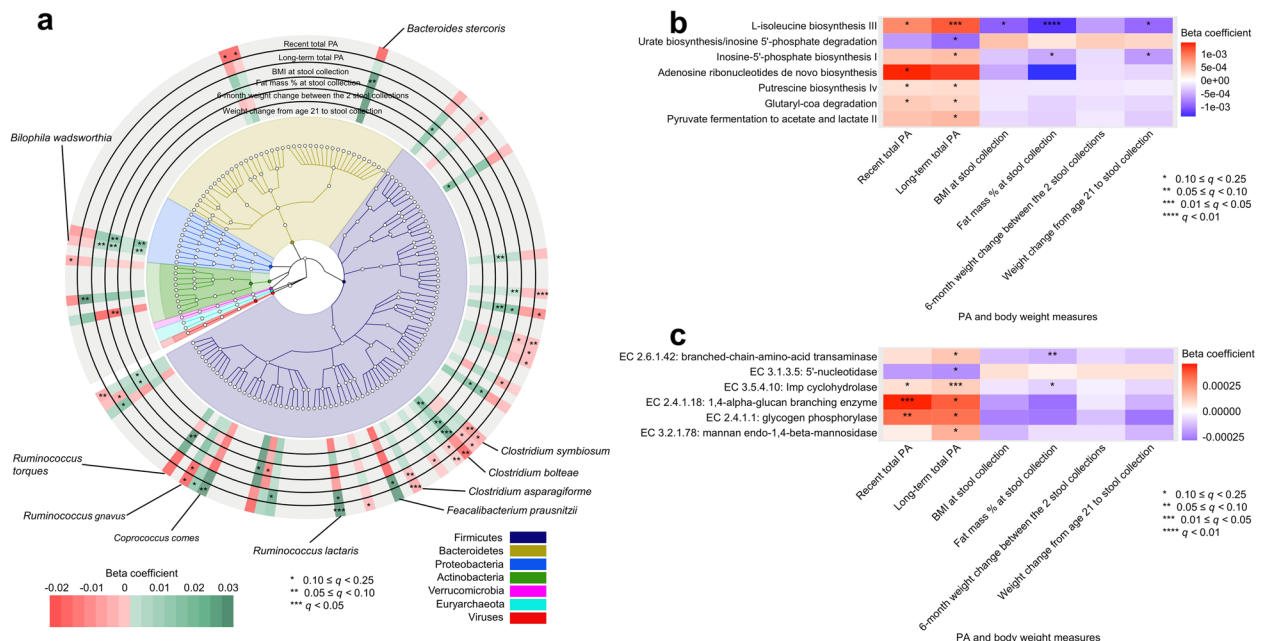 a
Bacteroides stercoris
Recent total PA
Long-term total PA
BMI at stool collection
Fat mass % at stool collection
6-month weight change between the 2 stool collections
Weight change from age 21 to stool collection
Bilophila wadsworthia
Clostridium symbiosum
Clostridium bolteae
Clostridium asparagiforme
Feacalibacterium prausnitzii
Ruminococcus lactaris
Coprococcus comes
Ruminococcus gnavus
Ruminococcus
torques
Beta coefficient
-0.02 -0.01 0 0.01 0.02 0.03
* 0.10 ≤ q < 0.25
** 0.05 ≤ q < 0.10
*** q < 0.05
Firmicutes
Bacteroidetes
Proteobacteria
Actinobacteria
Verrucomicrobia
Euryarchaeota
Viruses
b
L-isoleucine biosynthesis III * *** * **** *
Urate biosynthesis/inosine 5'-phosphate degradation *
Inosine-5'-phosphate biosynthesis I * * *
Adenosine ribonucleotides de novo biosynthesis *
Putrescine biosynthesis Iv * *
Glutaryl-coa degradation * *
Pyruvate fermentation to acetate and lactate II *
Recent total PA
Long-term total PA
BMI at stool collection
Fat mass % at stool collection
6-month weight change between the 2 stool collections
Weight change from age 21 to stool collection
PA and body weight measures
Beta coefficient
1e-03
5e-04
0e+00
-5e-04
-1e-03
* 0.10 ≤ q < 0.25
** 0.05 ≤ q < 0.10
*** 0.01 ≤ q < 0.05
**** q < 0.01
c
EC 2.6.1.42: branched-chain-amino-acid transaminase * **
EC 3.1.3.5: 5'-nucleotidase *
EC 3.5.4.10: Imp cyclohydrolase * *** *
EC 2.4.1.18: 1,4-alpha-glucan branching enzyme *** *
EC 2.4.1.1: glycogen phosphorylase ** *
EC 3.2.1.78: mannan endo-1,4-beta-mannosidase *
Recent total PA
Long-term total PA
BMI at stool collection
Fat mass % at stool collection
6-month weight change between the 2 stool collections
Weight change from age 21 to stool collection
PA and body weight measures
Beta coefficient
0.00025
0.00000
-0.00025
* 0.10 ≤ q < 0.25
** 0.05 ≤ q < 0.10
*** 0.01 ≤ q < 0.05
**** q < 0.01